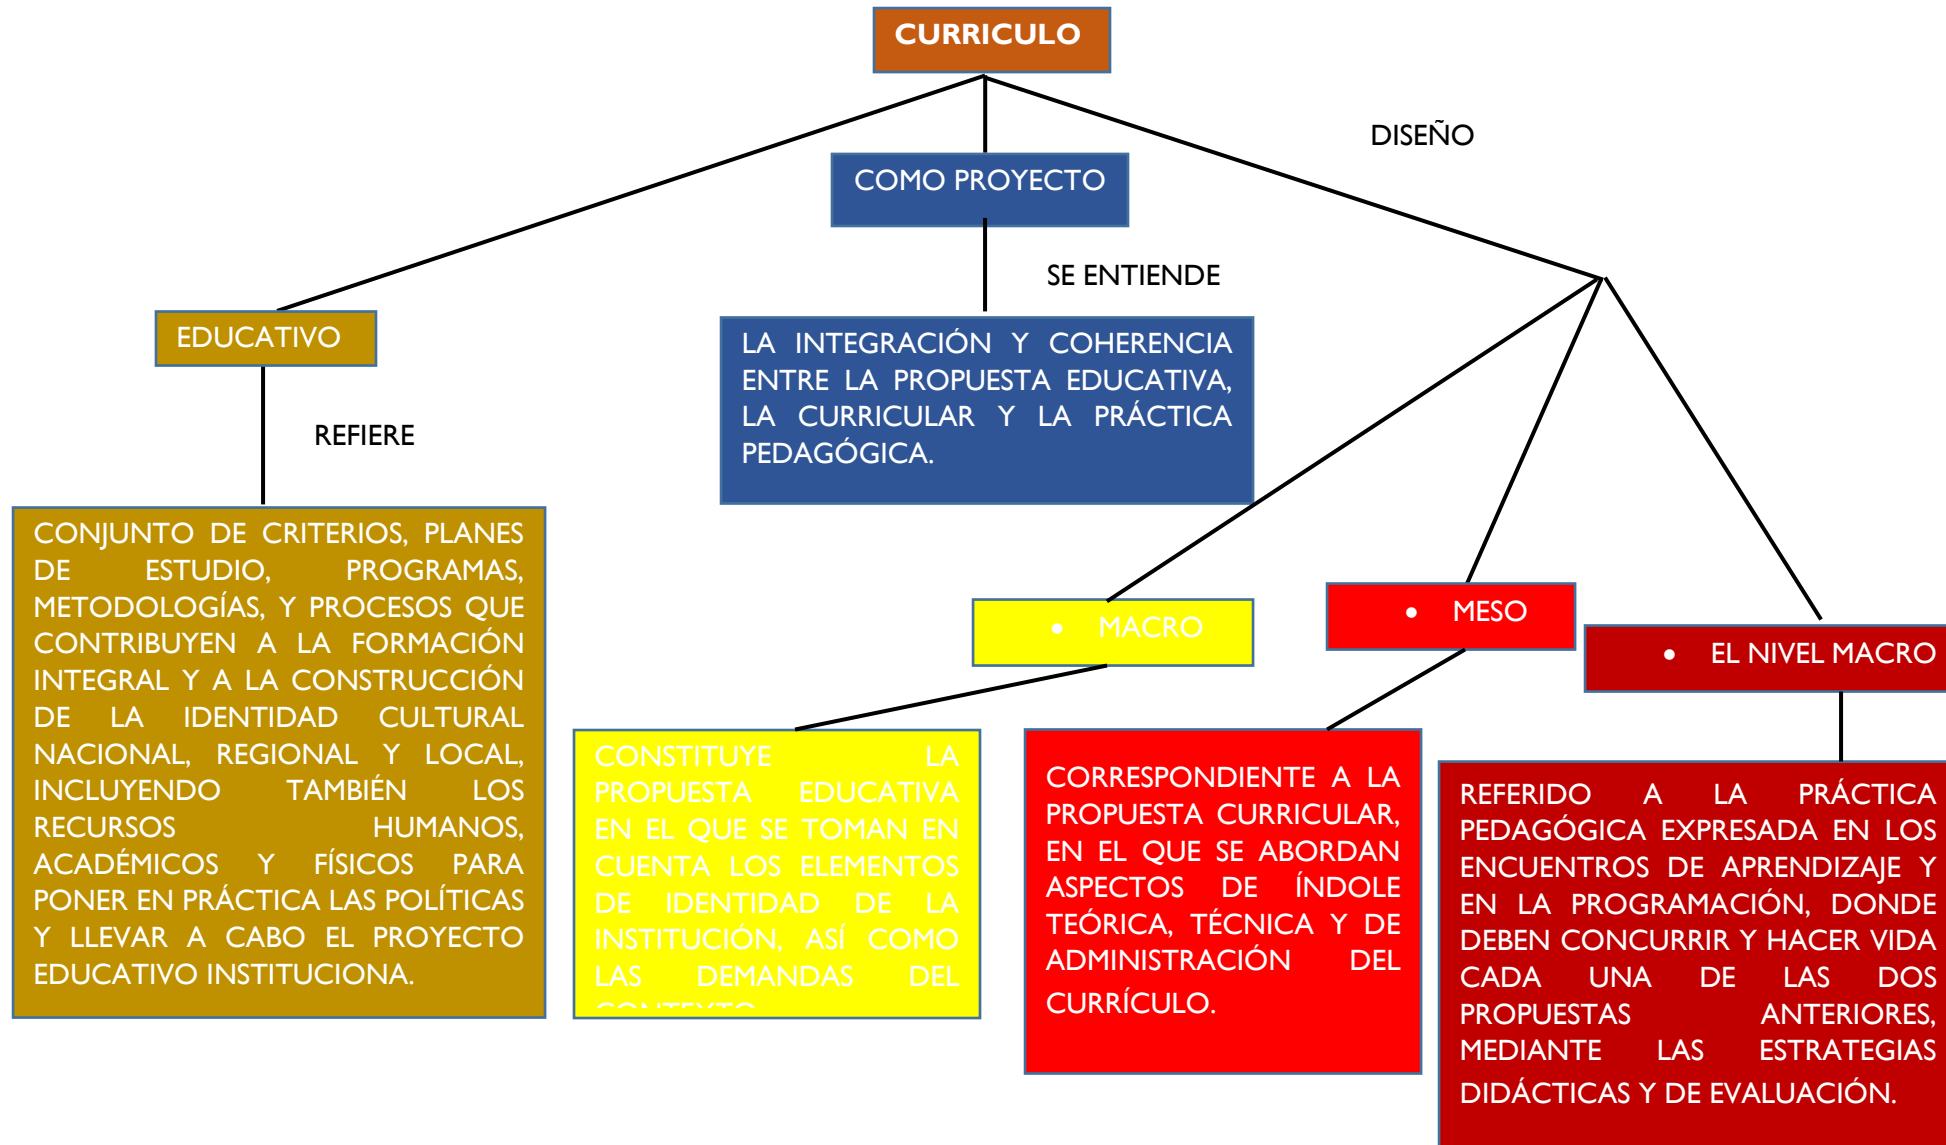 CURRICULO
DISEÑO
COMO PROYECTO
SE ENTIENDE
EDUCATIVO
LA INTEGRACIÓN Y COHERENCIA
ENTRE LA PROPUESTA EDUCATIVA,
LA CURRICULAR Y LA PRÁCTICA
PEDAGÓGICA.
REFIERE
CONJUNTO DE CRITERIOS, PLANES
DE ESTUDIO, PROGRAMAS,
METODOLOGÍAS, Y PROCESOS QUE
CONTRIBUYEN A LA FORMACIÓN
INTEGRAL Y A LA CONSTRUCCIÓN
DE LA IDENTIDAD CULTURAL
NACIONAL, REGIONAL Y LOCAL,
INCLUYENDO TAMBIÉN LOS
RECURSOS HUMANOS,
ACADÉMICOS Y FÍSICOS PARA
PONER EN PRÁCTICA LAS POLÍTICAS
Y LLEVAR A CABO EL PROYECTO
EDUCATIVO INSTITUCIONA.
• MACRO
• MESO
• EL NIVEL MACRO
CONSTITUYE LA
PROPUESTA EDUCATIVA
EN EL QUE SE TOMAN EN
CUENTA LOS ELEMENTOS
DE IDENTIDAD DE LA
INSTITUCIÓN, ASÍ COMO
LAS DEMANDAS DEL
CONTEXTO
CORRESPONDIENTE A LA
PROPUESTA CURRICULAR,
EN EL QUE SE ABORDAN
ASPECTOS DE ÍNDOLE
TEÓRICA, TÉCNICA Y DE
ADMINISTRACIÓN DEL
CURRÍCULO.
REFERIDO A LA PRÁCTICA
PEDAGÓGICA EXPRESADA EN LOS
ENCUENTROS DE APRENDIZAJE Y
EN LA PROGRAMACIÓN, DONDE
DEBEN CONCURRIR Y HACER VIDA
CADA UNA DE LAS DOS
PROPUESTAS ANTERIORES,
MEDIANTE LAS ESTRATEGIAS
DIDÁCTICAS Y DE EVALUACIÓN.